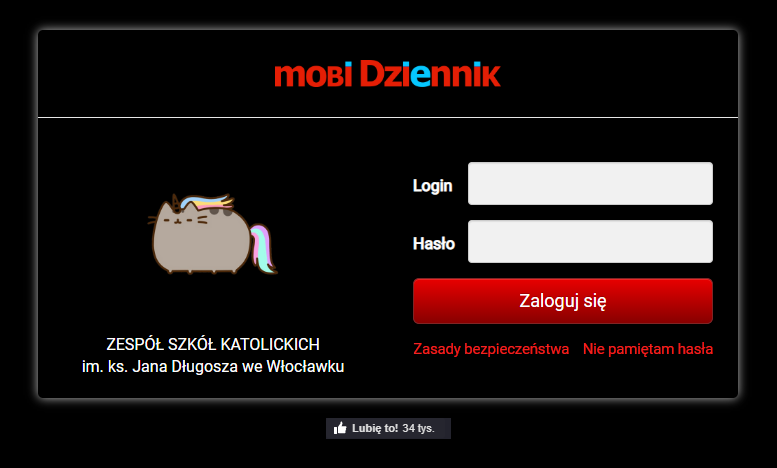 mobi Dziennik
Login
Hasło
Zaloguj się
Zasady bezpieczeństwa Nie pamiętam hasła
ZESPÓŁ SZKÓŁ KATOLICKICH
im. ks. Jana Długosza we Włocławku
Lubię to! 34 tys.